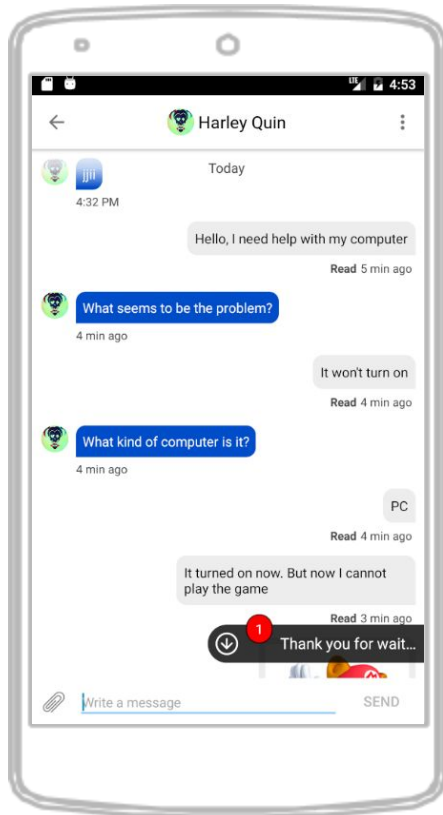 LTE 4:53
Harley Quin
Today
jjii
4:32 PM
Hello, I need help with my computer
Read 5 min ago
What seems to be the problem?
4 min ago
It won't turn on
Read 4 min ago
What kind of computer is it?
4 min ago
PC
Read 4 min ago
It turned on now. But now I cannot
play the game
Read 3 min ago
1
Thank you for wait...
M
Write a message
SEND